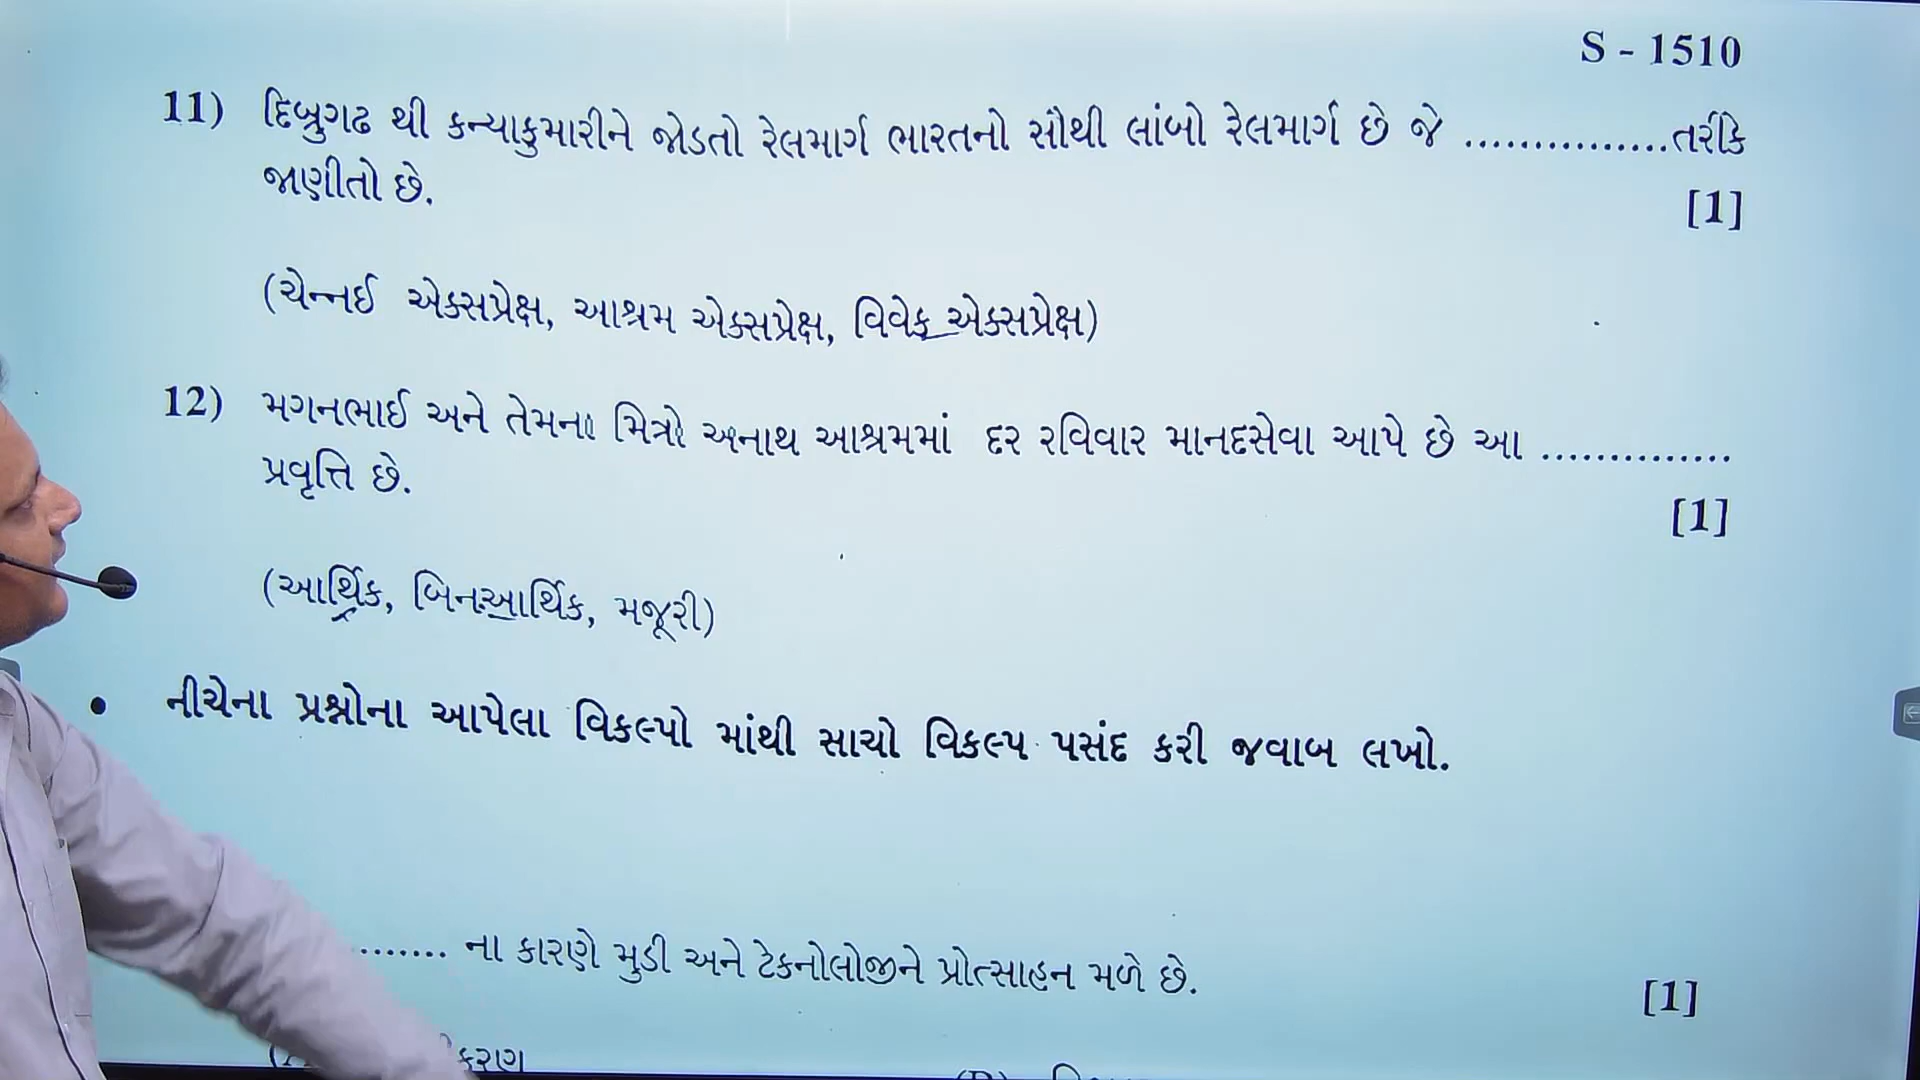 S - 1510
11) દિબ્રુગઢ થી કન્યાકુમારીને જોડતો રેલમાર્ગ ભારતનો સૌથી લાંબો રેલમાર્ગ છે જે ...............તરીકે
જાણીતો છે.
[1]
(ચેન્નઈ એક્સપ્રેક્ષ, આશ્રમ એક્સપ્રેક્ષ, વિવેક એક્સપ્રેક્ષ)
12) મગનભાઈ અને તેમના મિત્રો અનાથ આશ્રમમાં દર રવિવાર માનદસેવા આપે છે આ ..............
પ્રવૃત્તિ છે.
[1]
(આર્થિક, બિનઆર્થિક, મજૂરી)
• નીચેના પ્રશ્નોના આપેલા વિકલ્પો માંથી સાચો વિકલ્પ પસંદ કરી જવાબ લખો.
........ ના કારણે મુડી અને ટેકનોલોજીને પ્રોત્સાહન મળે છે.
[1]